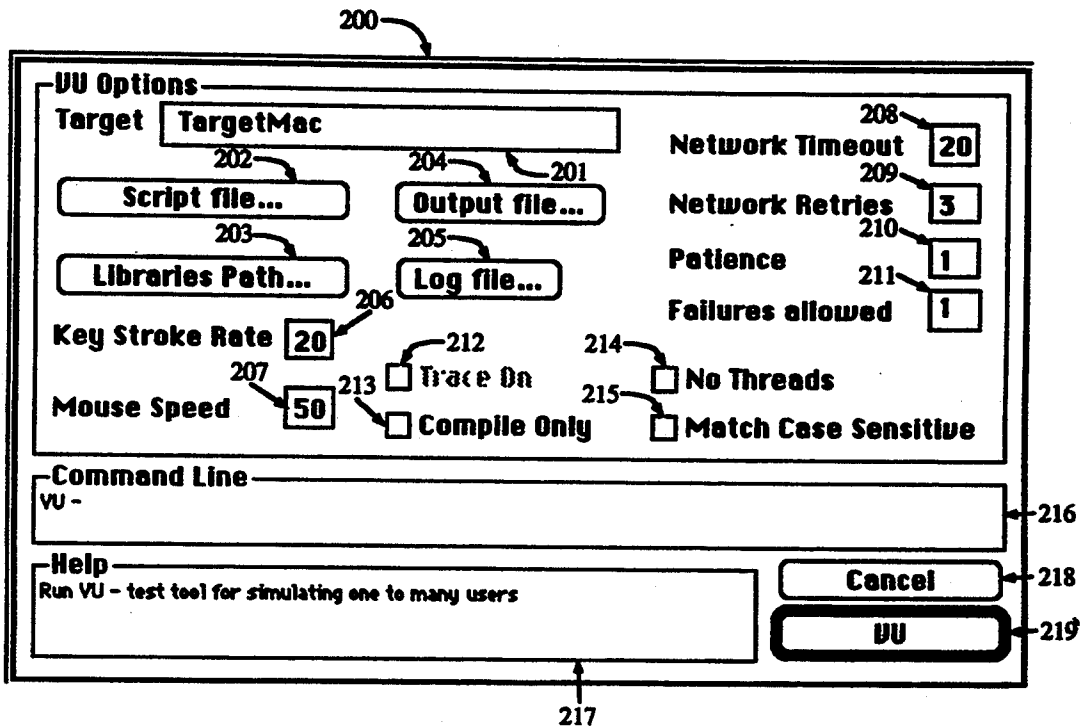 200
VU Options
Target TargetMac
208
Network Timeout 20
202
204
201
Script file...
Output file...
209
Network Retries 3
203
205
210
Libraries Path...
Log file...
Patience 1
211
Failures allowed 1
206
Key Stroke Rate 20
212
Trace On
214
No Threads
207
Mouse Speed 50
213
Compile Only
215
Match Case Sensitive
Command Line
VU -
216
Help
Run VU - test tool for simulating one to many users
Cancel
218
VU
219
217